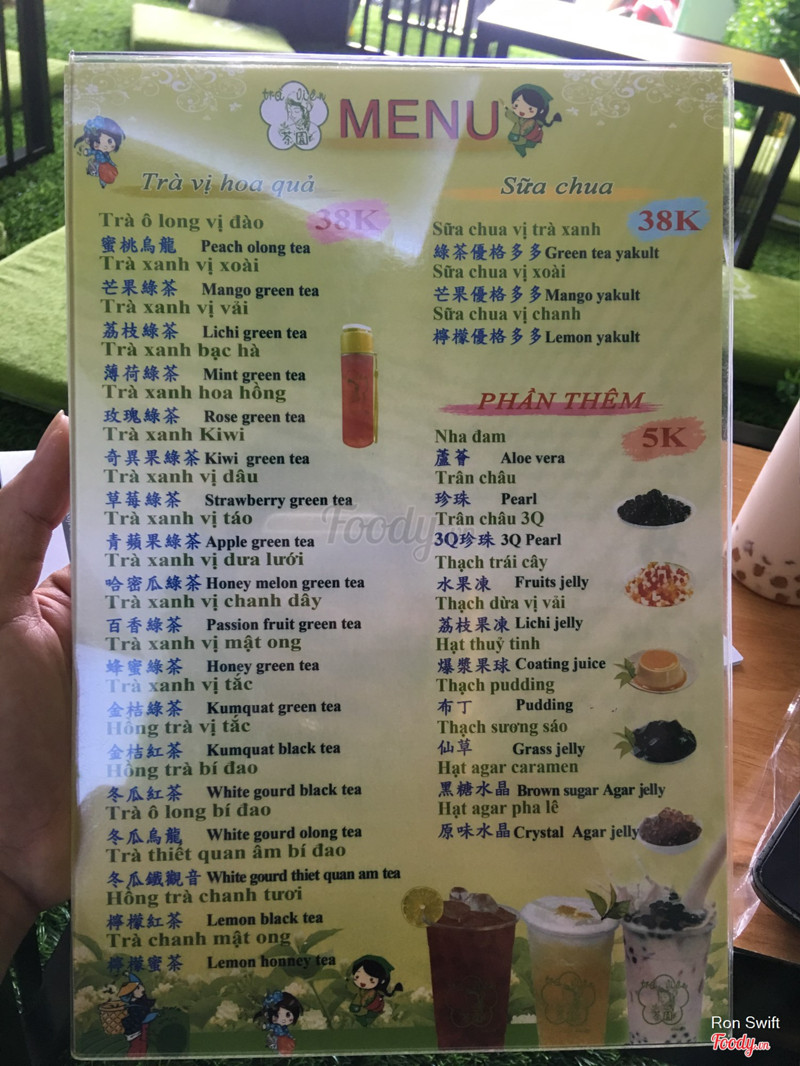 trà viên
茶園
MENU
Trà vị hoa quả
38K
Trà ô long vị đào
蜜桃烏龍 Peach olong tea
Trà xanh vị xoài
芒果綠茶 Mango green tea
Trà xanh vị vải
荔枝綠茶 Lichi green tea
Trà xanh bạc hà
薄荷綠茶 Mint green tea
Trà xanh hoa hồng
玫瑰綠茶 Rose green tea
Trà xanh Kiwi
奇異果綠茶 Kiwi green tea
Trà xanh vị dâu
草莓綠茶 Strawberry green tea
Trà xanh vị táo
青蘋果綠茶 Apple green tea
Trà xanh vị dưa lưới
哈密瓜綠茶 Honey melon green tea
Trà xanh vị chanh dây
百香綠茶 Passion fruit green tea
Trà xanh vị mật ong
蜂蜜綠茶 Honey green tea
Trà xanh vị tắc
金桔綠茶 Kumquat green tea
Hồng trà vị tắc
金桔紅茶 Kumquat black tea
Hồng trà bí đao
冬瓜紅茶 White gourd black tea
Trà ô long bí đao
冬瓜烏龍 White gourd olong tea
Trà thiết quan âm bí đao
冬瓜鐵觀音 White gourd thiet quan am tea
Hồng trà chanh tươi
檸檬紅茶 Lemon black tea
Trà chanh mật ong
檸檬蜜茶 Lemon honney tea
Sữa chua
38K
Sữa chua vị trà xanh
綠茶優格多多 Green tea yakult
Sữa chua vị xoài
芒果優格多多 Mango yakult
Sữa chua vị chanh
檸檬優格多多 Lemon yakult
PHẦN THÊM
5K
Nha đam
蘆薈 Aloe vera
Trân châu
珍珠 Pearl
Trân châu 3Q
3Q珍珠 3Q Pearl
Thạch trái cây
水果凍 Fruits jelly
Thạch dừa vị vải
荔枝果凍 Lichi jelly
Hạt thuỷ tinh
爆漿果球 Coating juice
Thạch pudding
布丁 Pudding
Thạch sương sáo
仙草 Grass jelly
Hạt agar caramen
黑糖水晶 Brown sugar Agar jelly
Hạt agar pha lê
原味水晶 Crystal Agar jelly
Foody
Ron Swift
Foody.vn